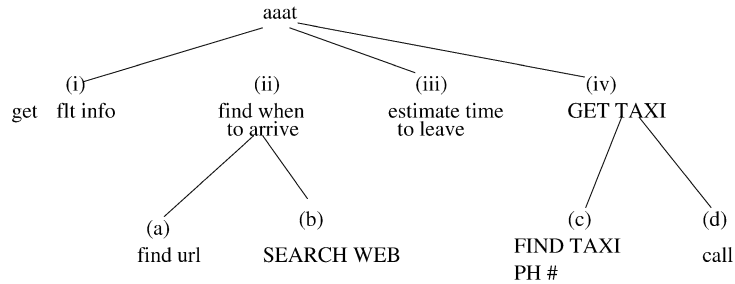 aaat
(i) (ii) (iii) (iv)
get flt info find when estimate time GET TAXI
to arrive to leave
(a) (b) (c) (d)
find url SEARCH WEB FIND TAXI call
PH #